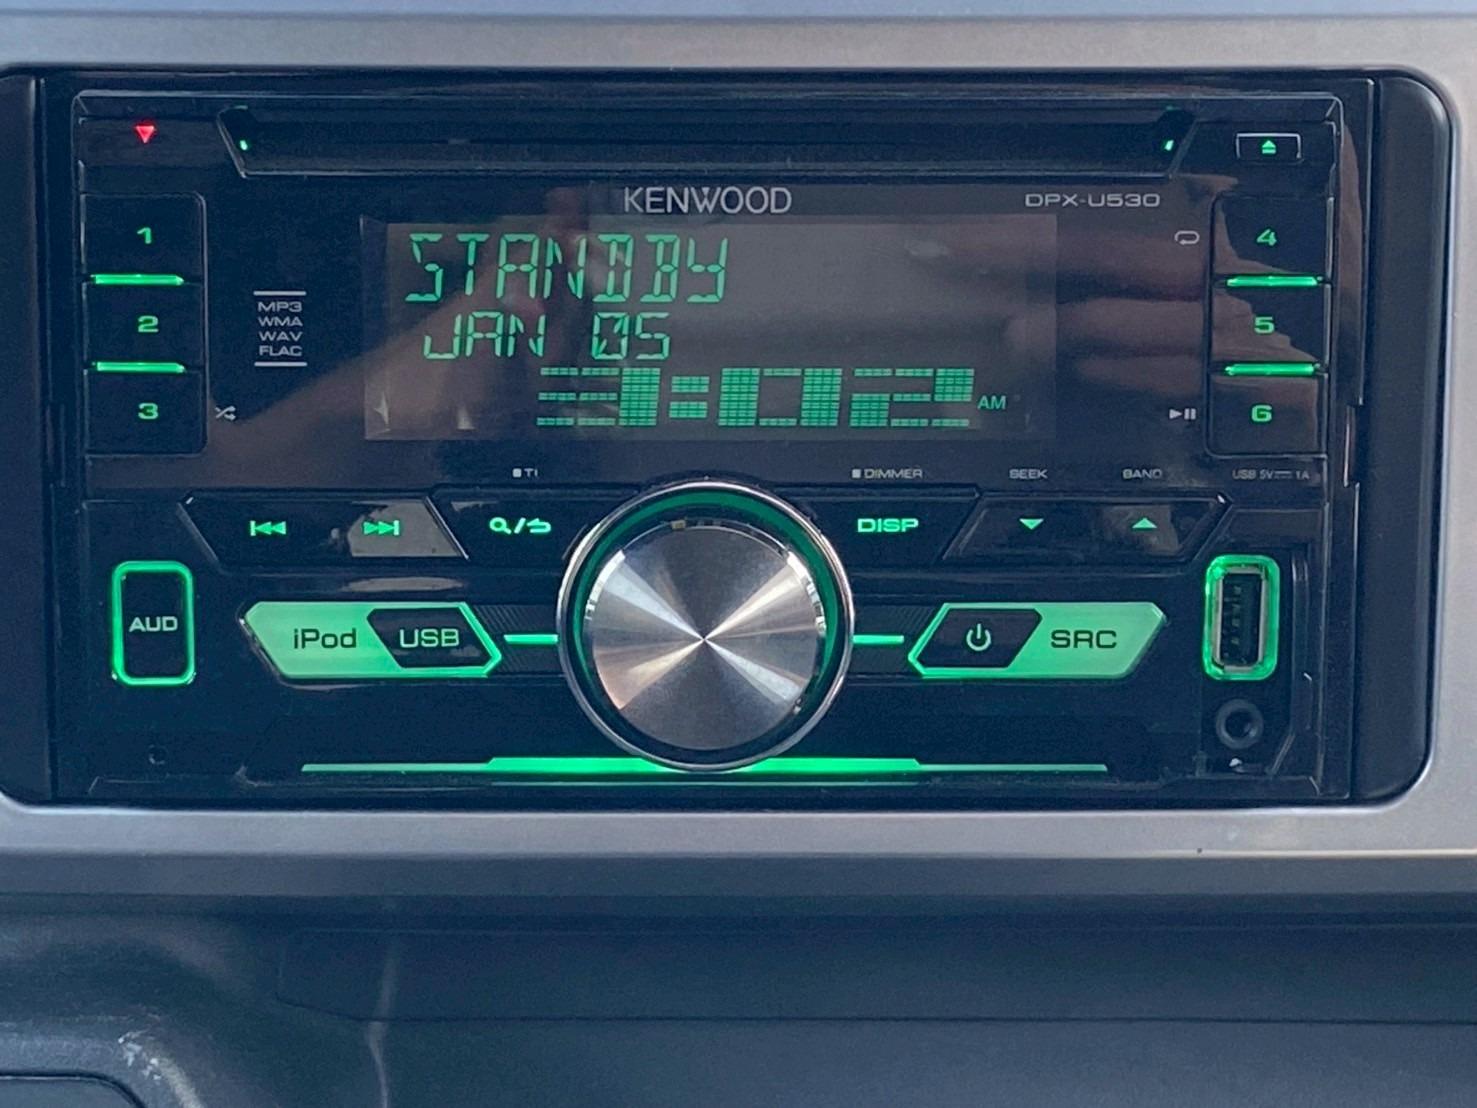 KENWOOD
DPX-U530
1
2
3
MP3
WMA
WAV
FLAC
STANDBY
JAN 05
3:02 AM
4
5
6
TI
DIMMER
SEEK
BAND
USB 5V⎓1A
DISP
AUD
iPod
USB
SRC